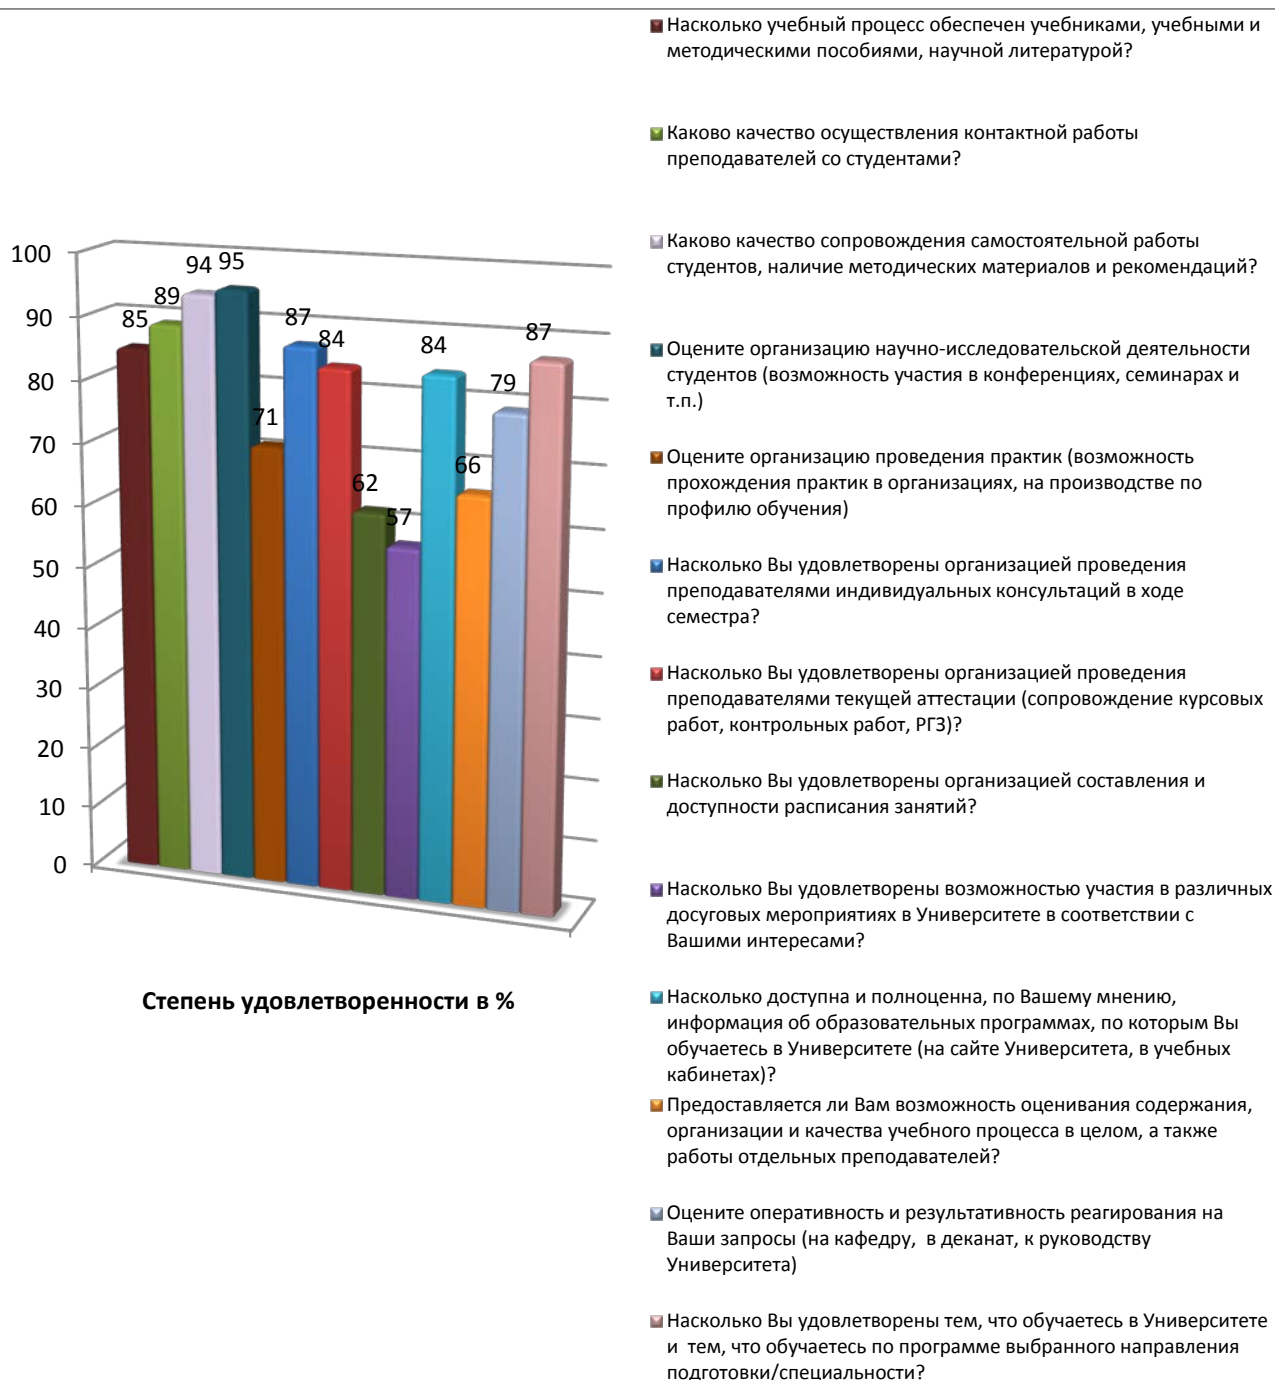 Насколько учебный процесс обеспечен учебниками, учебными и
методическими пособиями, научной литературой?
Каково качество осуществления контактной работы
преподавателей со студентами?
Каково качество сопровождения самостоятельной работы
студентов, наличие методических материалов и рекомендаций?
Оцените организацию научно-исследовательской деятельности
студентов (возможность участия в конференциях, семинарах и
т.п.)
Оцените организацию проведения практик (возможность
прохождения практик в организациях, на производстве по
профилю обучения)
Насколько Вы удовлетворены организацией проведения
преподавателями индивидуальных консультаций в ходе
семестра?
Насколько Вы удовлетворены организацией проведения
преподавателями текущей аттестации (сопровождение курсовых
работ, контрольных работ, РГЗ)?
Насколько Вы удовлетворены организацией составления и
доступности расписания занятий?
Насколько Вы удовлетворены возможностью участия в различных
досуговых мероприятиях в Университете в соответствии с
Вашими интересами?
Насколько доступна и полноценна, по Вашему мнению,
информация об образовательных программах, по которым Вы
обучаетесь в Университете (на сайте Университета, в учебных
кабинетах)?
Предоставляется ли Вам возможность оценивания содержания,
организации и качества учебного процесса в целом, а также
работы отдельных преподавателей?
Оцените оперативность и результативность реагирования на
Ваши запросы (на кафедру, в деканат, к руководству
Университета)
Насколько Вы удовлетворены тем, что обучаетесь в Университете
и тем, что обучаетесь по программе выбранного направления
подготовки/специальности?
100
90
80
70
60
50
40
30
20
10
0
85
89
94
95
71
87
84
62
57
84
66
79
87
Степень удовлетворенности в %